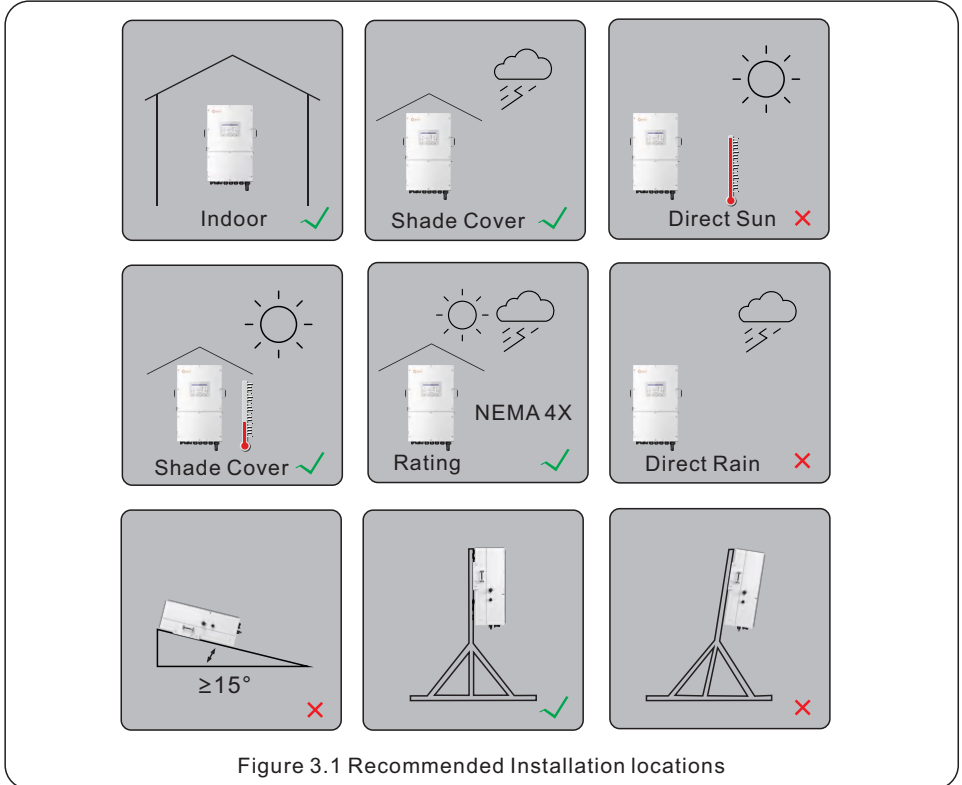 Indoor
Shade Cover
Direct Sun
Shade Cover
NEMA 4X
Rating
Direct Rain
≥15°
Figure 3.1 Recommended Installation locations